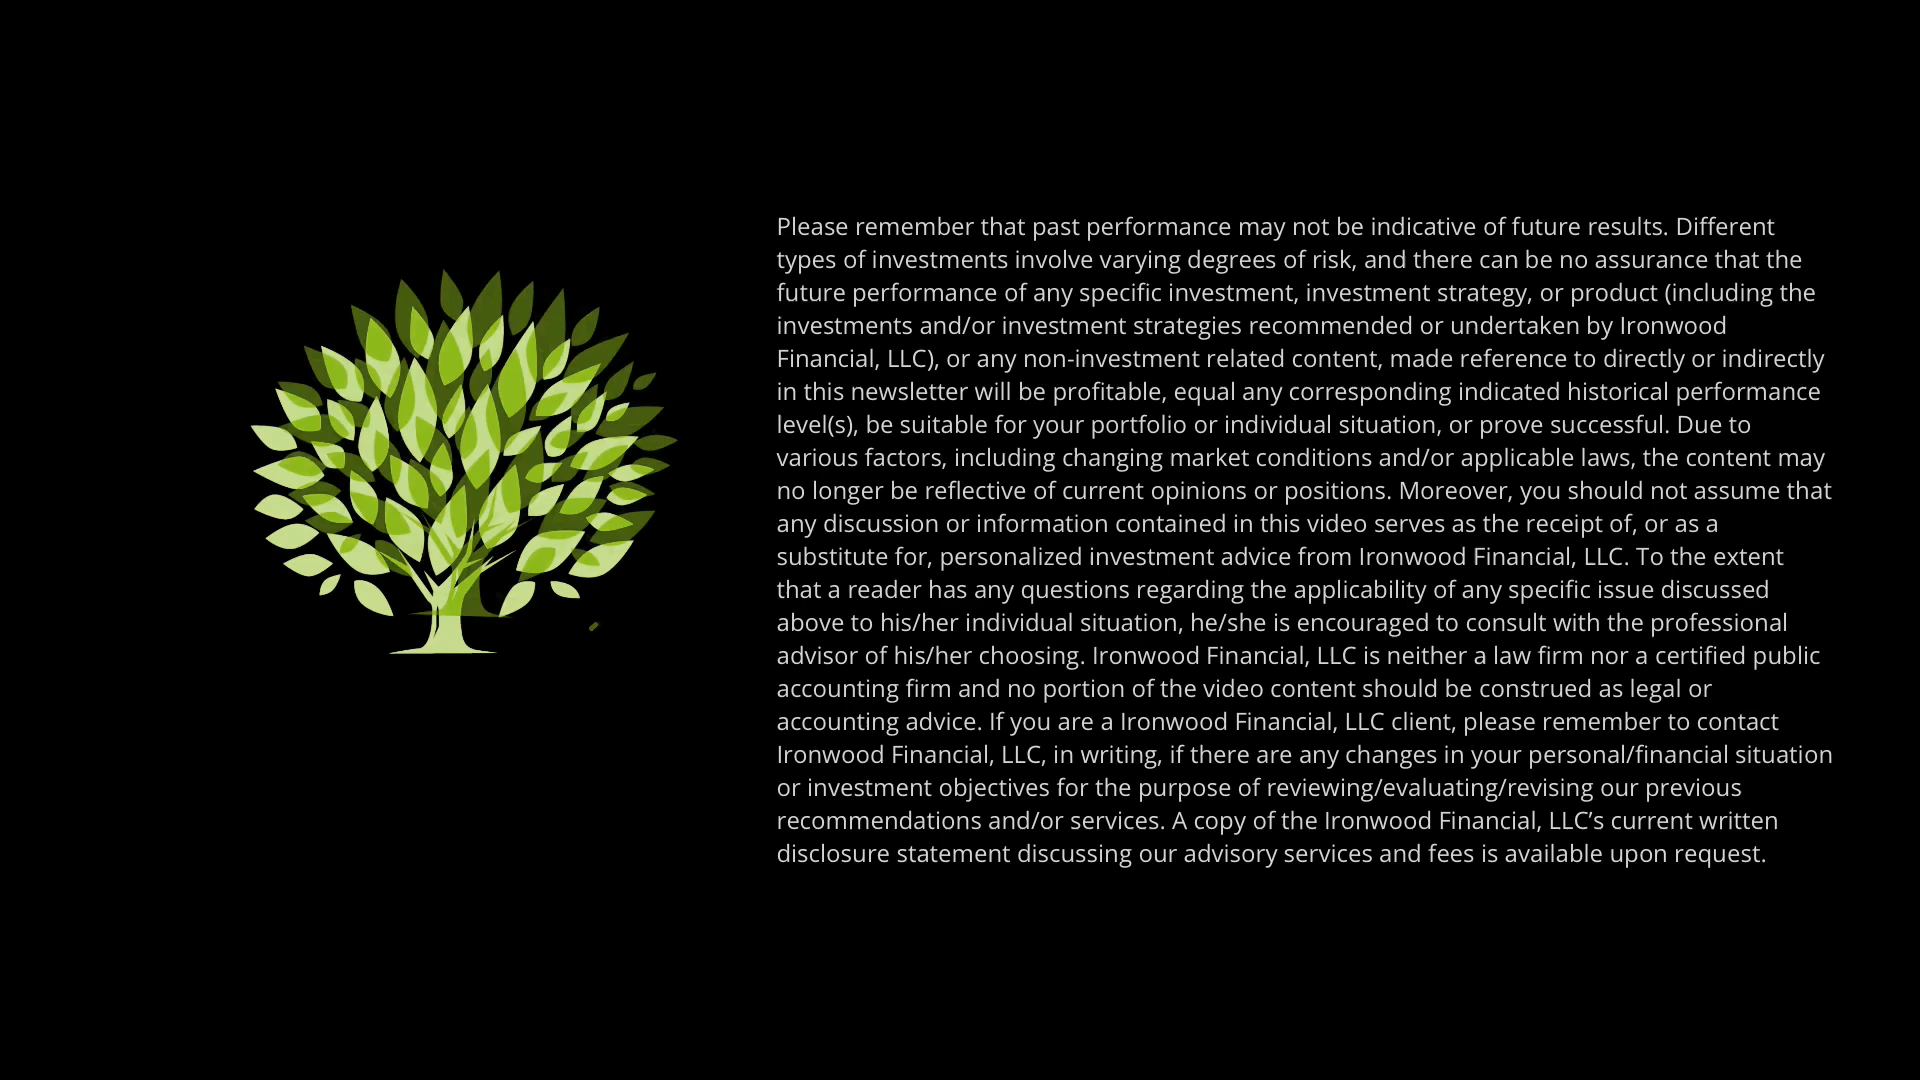 Please remember that past performance may not be indicative of future results. Different
types of investments involve varying degrees of risk, and there can be no assurance that the
future performance of any specific investment, investment strategy, or product (including the
investments and/or investment strategies recommended or undertaken by Ironwood
Financial, LLC), or any non-investment related content, made reference to directly or indirectly
in this newsletter will be profitable, equal any corresponding indicated historical performance
level(s), be suitable for your portfolio or individual situation, or prove successful. Due to
various factors, including changing market conditions and/or applicable laws, the content may
no longer be reflective of current opinions or positions. Moreover, you should not assume that
any discussion or information contained in this video serves as the receipt of, or as a
substitute for, personalized investment advice from Ironwood Financial, LLC. To the extent
that a reader has any questions regarding the applicability of any specific issue discussed
above to his/her individual situation, he/she is encouraged to consult with the professional
advisor of his/her choosing. Ironwood Financial, LLC is neither a law firm nor a certified public
accounting firm and no portion of the video content should be construed as legal or
accounting advice. If you are a Ironwood Financial, LLC client, please remember to contact
Ironwood Financial, LLC, in writing, if there are any changes in your personal/financial situation
or investment objectives for the purpose of reviewing/evaluating/revising our previous
recommendations and/or services. A copy of the Ironwood Financial, LLC’s current written
disclosure statement discussing our advisory services and fees is available upon request.